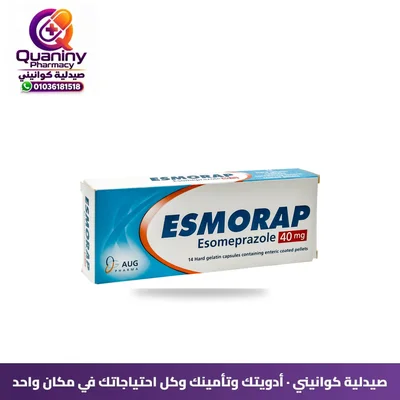 Quaniny
Pharmacy
صيدلية كوانيني
01036181518
ESMORAP
Esomeprazole 40 mg
14 Hard gelatin capsules containing enteric coated pellets
AUG
PHARMA
ESMORAP
صيدلية كوانيني · أدويتك وتأمينك وكل احتياجاتك في مكان واحد